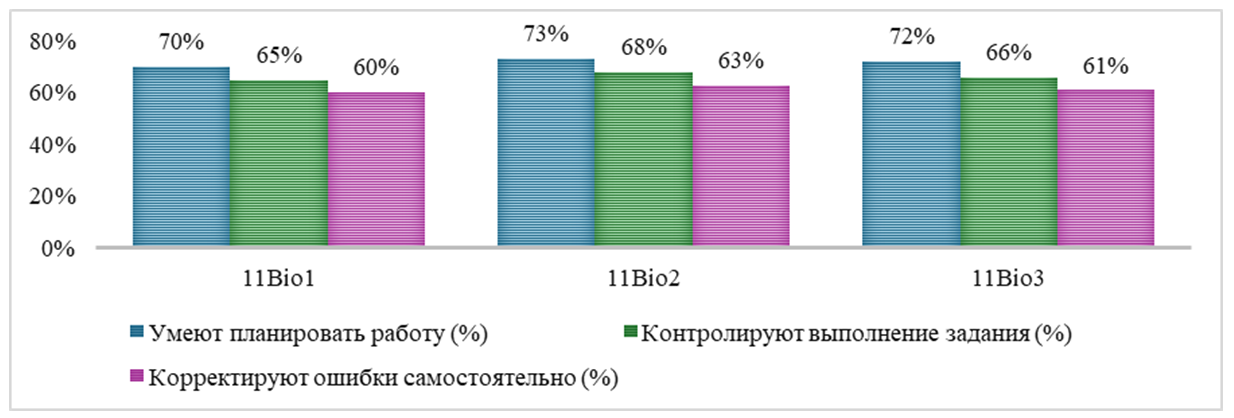 80%
60%
40%
20%
0%
70%
65%
60%
73%
68%
63%
72%
66%
61%
11Bio1
11Bio2
11Bio3
Умеют планировать работу (%)
Контролируют выполнение задания (%)
Корректируют ошибки самостоятельно (%)